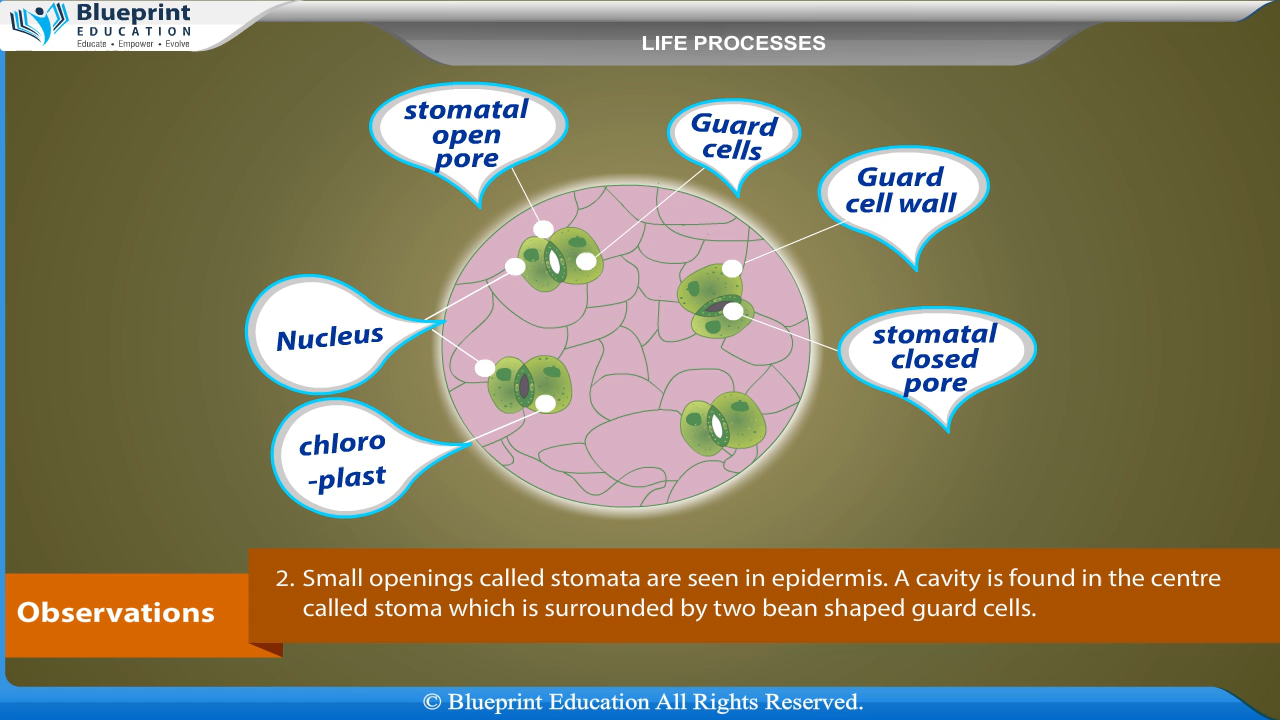 Blueprint
EDUCATION
Educate • Empower • Evolve
LIFE PROCESSES
stomatal
open
pore
Guard
cells
Guard
cell wall
Nucleus
stomatal
closed
pore
chloro
-plast
Observations
2. Small openings called stomata are seen in epidermis. A cavity is found in the centre
called stoma which is surrounded by two bean shaped guard cells.
© Blueprint Education All Rights Reserved.